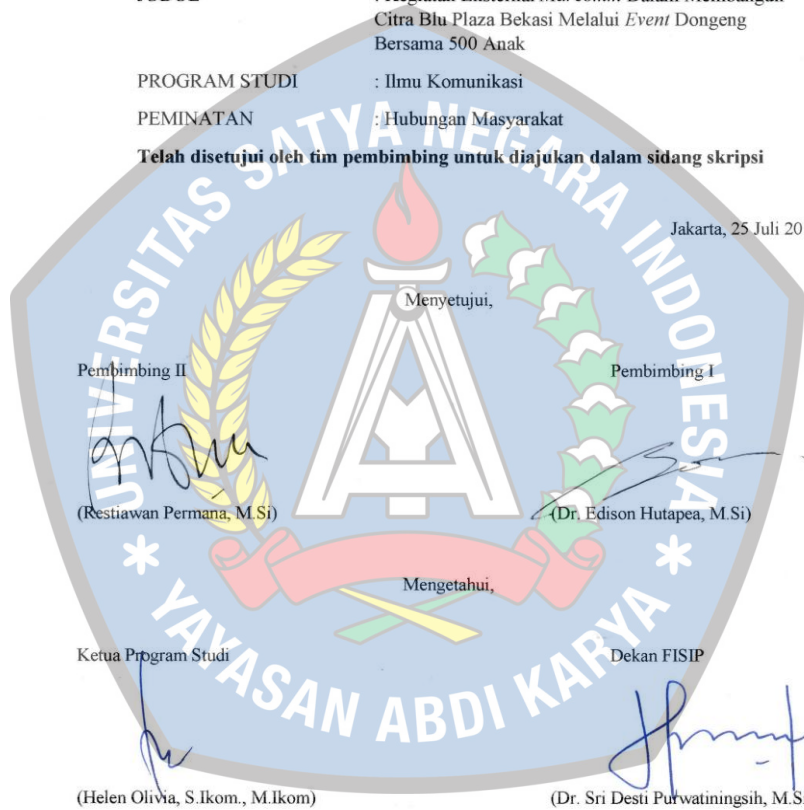 Citra Blu Plaza Bekasi Melalui Event Dongeng
Bersama 500 Anak
PROGRAM STUDI : Ilmu Komunikasi
PEMINATAN : Hubungan Masyarakat
Telah disetujui oleh tim pembimbing untuk diajukan dalam sidang skripsi
Jakarta, 25 Juli 20
Menyetujui,
Pembimbing II Pembimbing I
(Restiawan Permana, M.Si) (Dr. Edison Hutapea, M.Si)
Mengetahui,
Ketua Program Studi Dekan FISIP
(Helen Olivia, S.Ikom., M.Ikom) (Dr. Sri Desti Purwatiningsih, M.S
UNIVERSITAS SATYA NEGARA INDONESIA
* YAYASAN ABDI KARYA *